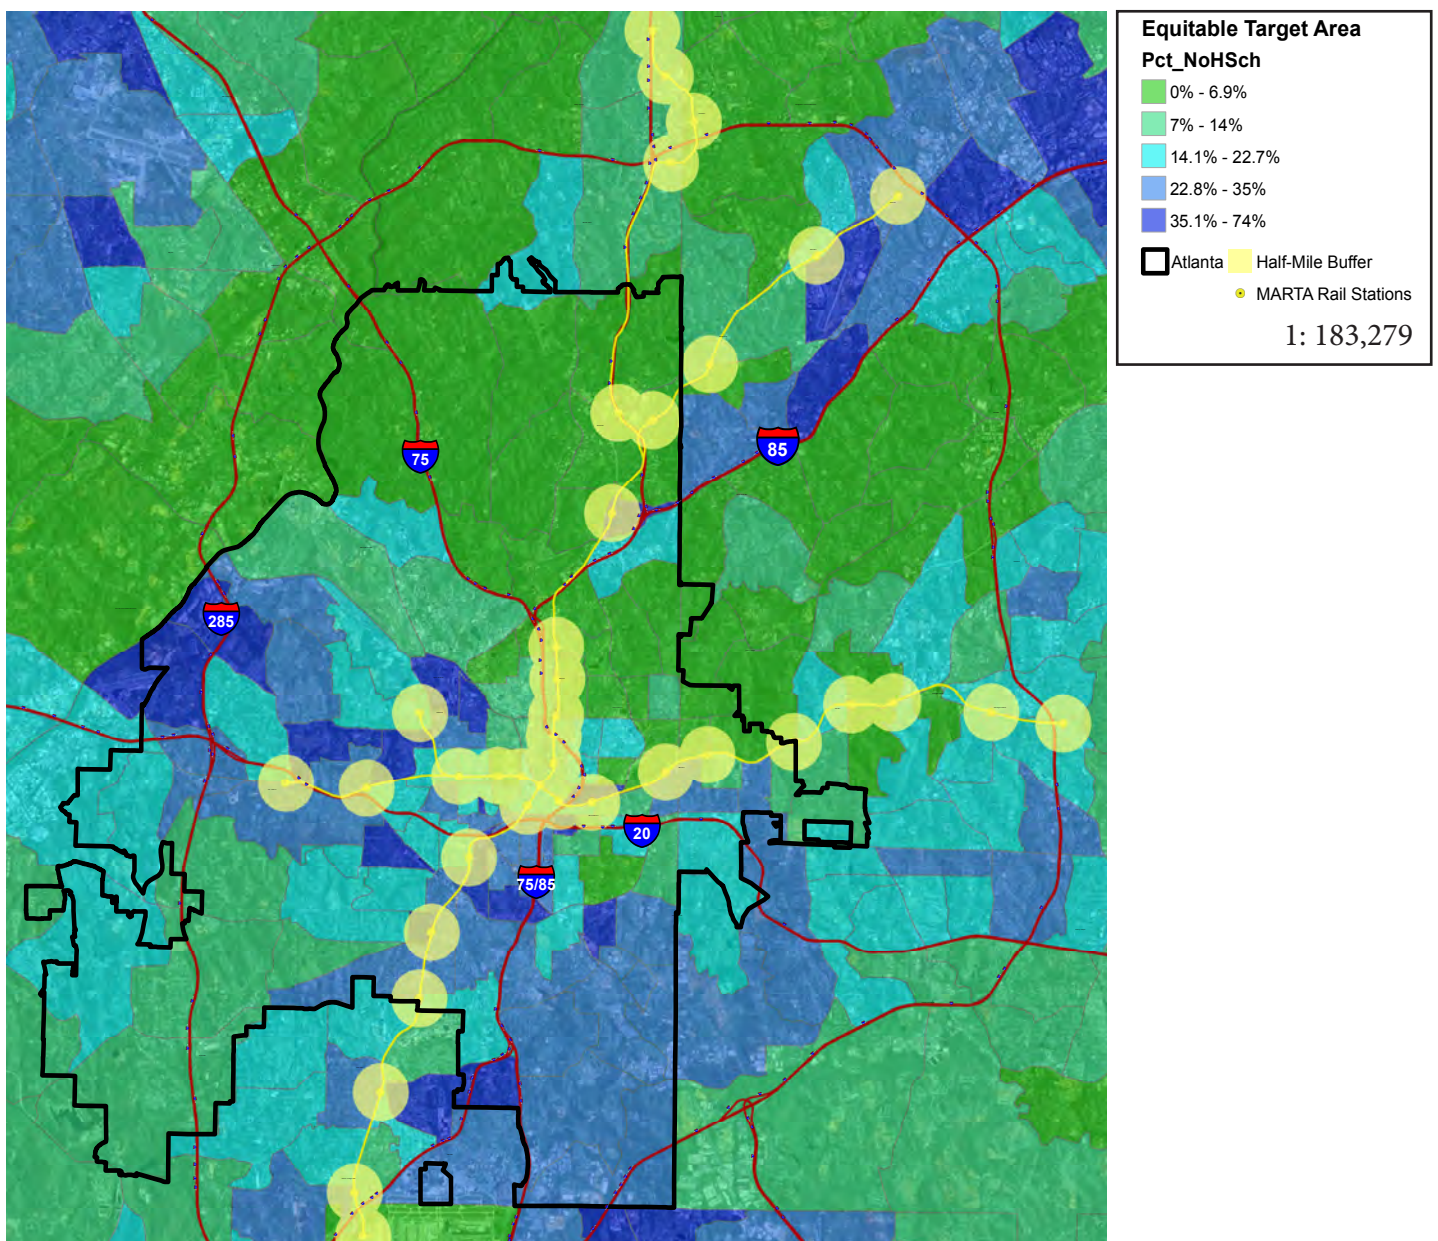 Equitable Target Area
Pct_NoHSch
0% - 6.9%
7% - 14%
14.1% - 22.7%
22.8% - 35%
35.1% - 74%
Atlanta Half-Mile Buffer
MARTA Rail Stations
1: 183,279
75
85
285
20
75/85